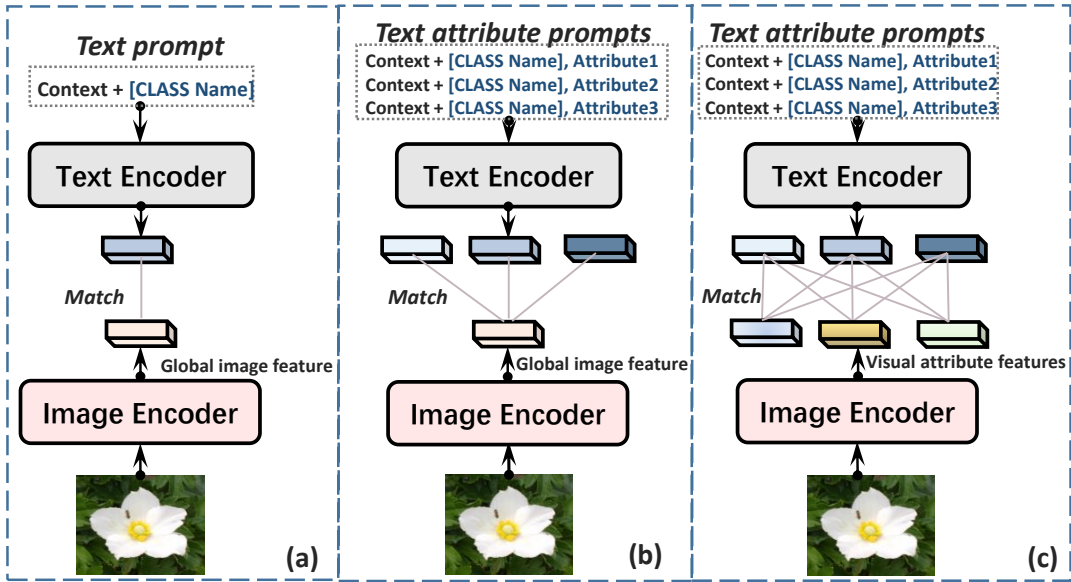 Text prompt
Context + [CLASS Name]
Text Encoder
Match
Global image feature
Image Encoder
(a)
Text attribute prompts
Context + [CLASS Name], Attribute1
Context + [CLASS Name], Attribute2
Context + [CLASS Name], Attribute3
Text Encoder
Match
Global image feature
Image Encoder
(b)
Text attribute prompts
Context + [CLASS Name], Attribute1
Context + [CLASS Name], Attribute2
Context + [CLASS Name], Attribute3
Text Encoder
Match
Visual attribute features
Image Encoder
(c)